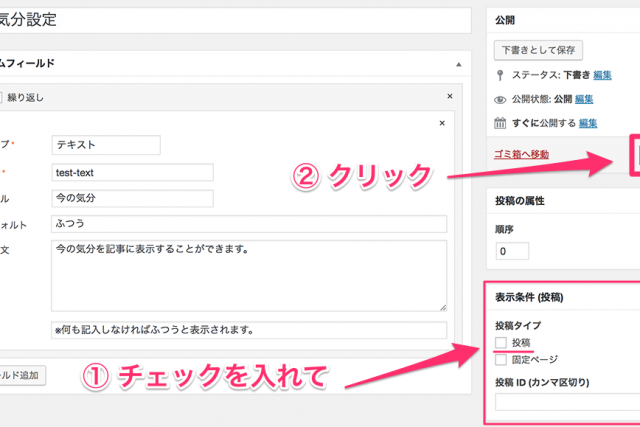 気分設定
ムフィールド
繰り返し
プ*
テキスト
*
test-text
ル
今の気分
ォルト
ふつう
文
今の気分を記事に表示することができます。
※何も記入しなければふつうと表示されます。
ールド追加
公開
下書きとして保存
ステータス: 下書き 編集
公開状態: 公開 編集
すぐに公開する 編集
ゴミ箱へ移動
② クリック
投稿の属性
順序
0
表示条件 (投稿)
投稿タイプ
投稿
固定ページ
投稿 ID (カンマ区切り)
① チェックを入れて